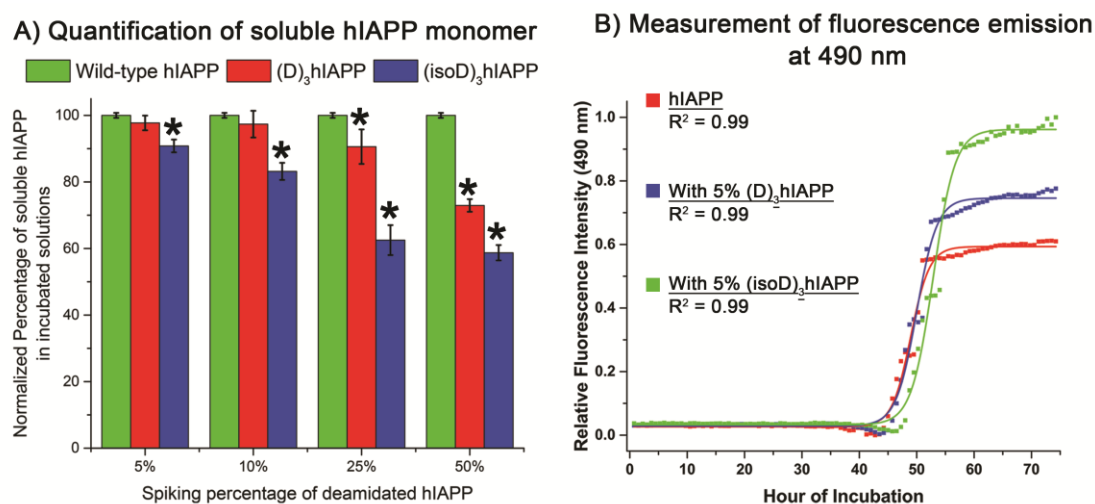 A) Quantification of soluble hIAPP monomer
Wild-type hIAPP (D)₃hIAPP (isoD)₃hIAPP
Normalized Percentage of soluble hIAPP
in incubated solutions
100
80
60
40
20
0
* * * * * *
5% 10% 25% 50%
Spiking percentage of deamidated hIAPP
B) Measurement of fluorescence emission
at 490 nm
Relative Fluorescence Intensity (490 nm)
1.0
0.8
0.6
0.4
0.2
0.0
hIAPP
R² = 0.99
With 5% (D)₃hIAPP
R² = 0.99
With 5% (isoD)₃hIAPP
R² = 0.99
0 10 20 30 40 50 60 70
Hour of Incubation